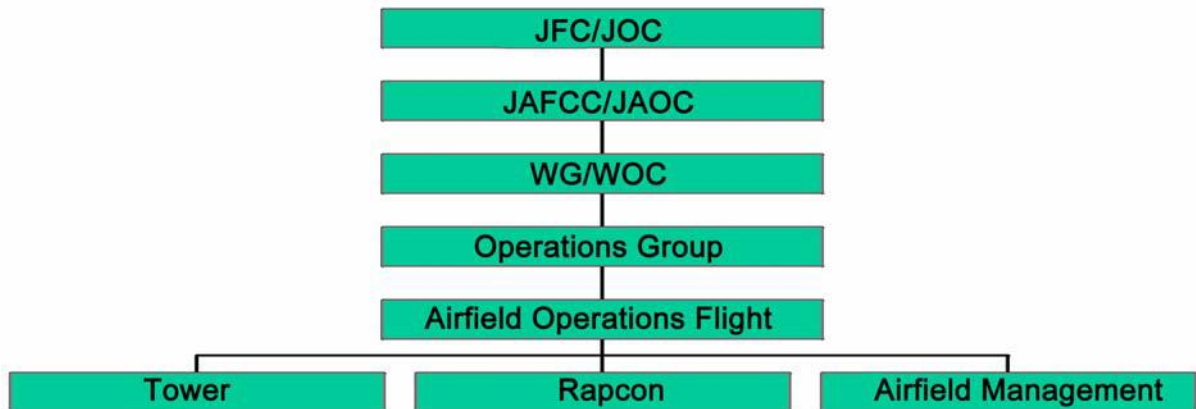 JFC/JOC
JAFCC/JAOC
WG/WOC
Operations Group
Airfield Operations Flight
Tower
Rapcon
Airfield Management